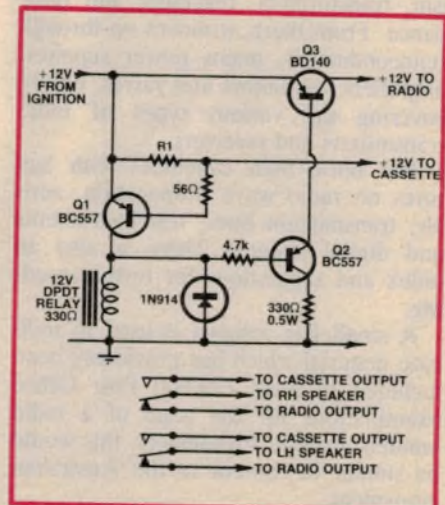 Q3
BD140
+12V
FROM
IGNITION
+12V TO
RADIO
R1
+12V TO
CASSETTE
56Ω
Q1
BC557
4.7k
Q2
BC557
12V
DPDT
RELAY
330Ω
1N914
330Ω
0.5W
TO CASSETTE OUTPUT
TO RH SPEAKER
TO RADIO OUTPUT
TO CASSETTE OUTPUT
TO LH SPEAKER
TO RADIO OUTPUT